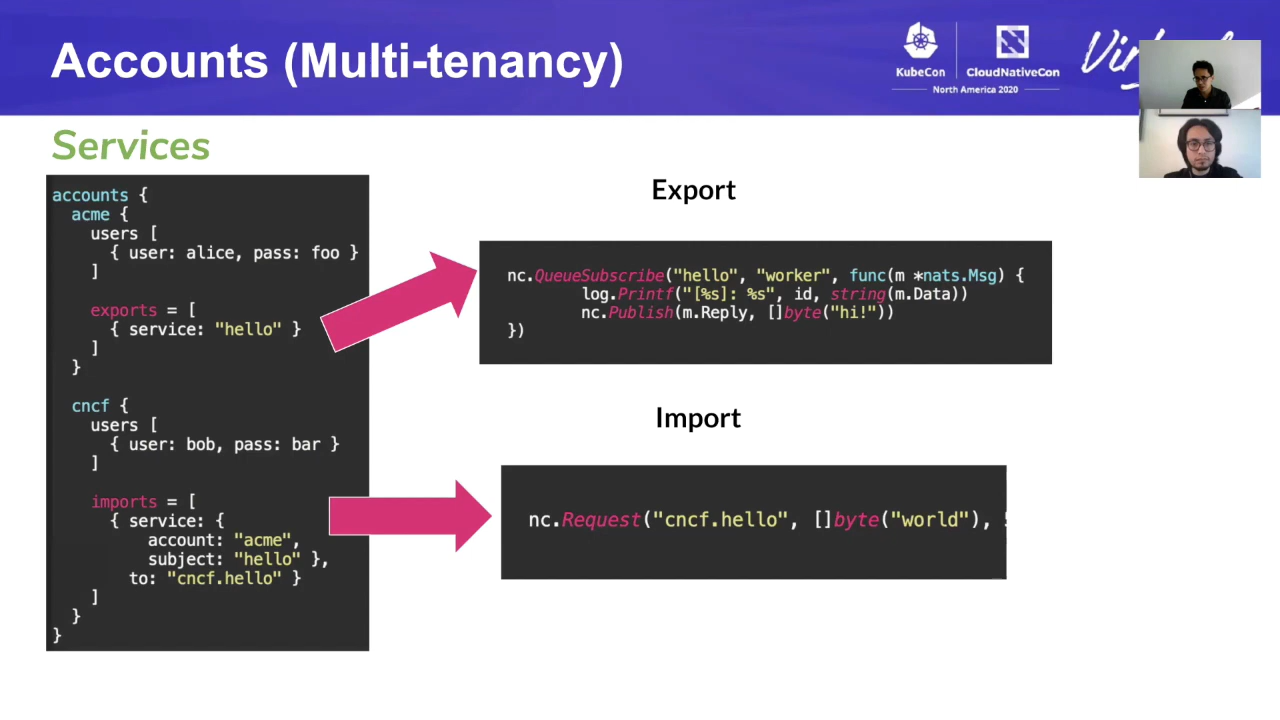 Accounts (Multi-tenancy)
KubeCon
CloudNativeCon
North America 2020
Services
accounts {
acme {
users [
{ user: alice, pass: foo }
]
exports = [
{ service: "hello" }
]
}
cncf {
users [
{ user: bob, pass: bar }
]
imports = [
{ service: {
account: "acme",
subject: "hello" },
to: "cncf.hello" }
]
}
}
Export
nc.QueueSubscribe("hello", "worker", func(m *nats.Msg) {
log.Printf("[%s]: %s", id, string(m.Data))
nc.Publish(m.Reply, []byte("hi!"))
})
Import
nc.Request("cncf.hello", []byte("world"),